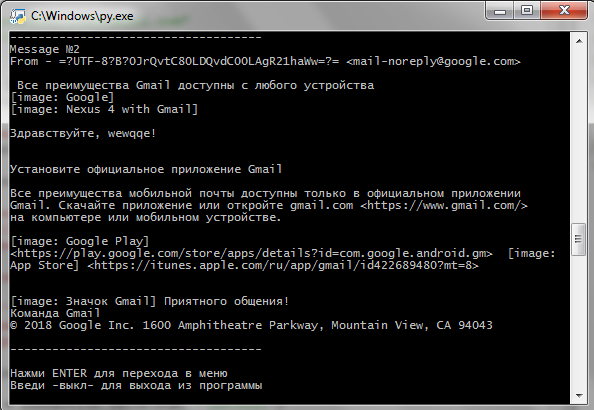 C:\Windows\py.exe
-----------------------------------
Message №2
From - =?UTF-8?B?0JrQvtC80LDQvdC00LAgR21haWw=?= <mail-noreply@google.com>
Все преимущества Gmail доступны с любого устройства
[image: Google]
[image: Nexus 4 with Gmail]
Здравствуйте, wewqqe!
Установите официальное приложение Gmail
Все преимущества мобильной почты доступны только в официальном приложении
Gmail. Скачайте приложение или откройте gmail.com <https://www.gmail.com/>
на компьютере или мобильном устройстве.
[image: Google Play]
<https://play.google.com/store/apps/details?id=com.google.android.gm>  [image:
App Store] <https://itunes.apple.com/ru/app/gmail/id422689480?mt=8>
[image: Значок Gmail] Приятного общения!
Команда Gmail
© 2018 Google Inc. 1600 Amphitheatre Parkway, Mountain View, CA 94043
-----------------------------------
Нажми ENTER для перехода в меню
Введи -выкл- для выхода из программы